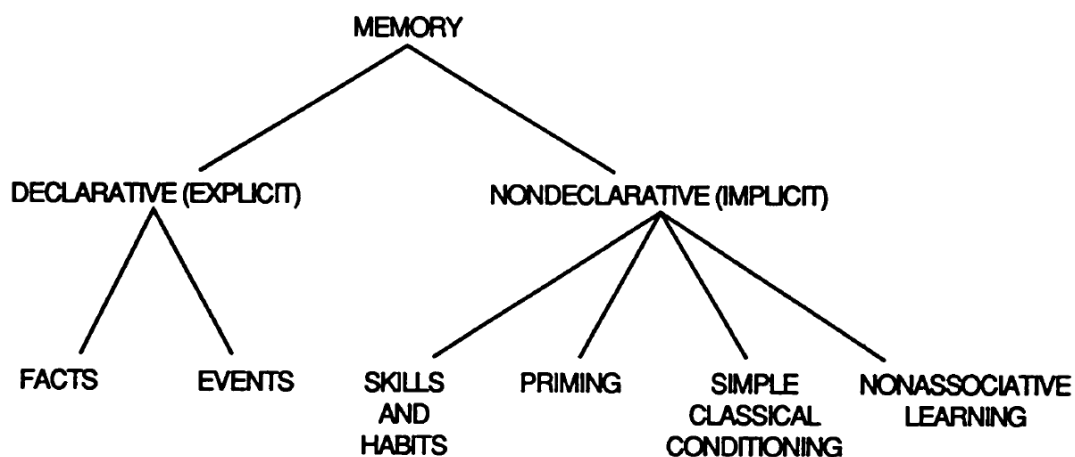 MEMORY
DECLARATIVE (EXPLICIT)
NONDECLARATIVE (IMPLICIT)
FACTS
EVENTS
SKILLS
AND
HABITS
PRIMING
SIMPLE
CLASSICAL
CONDITIONING
NONASSOCIATIVE
LEARNING